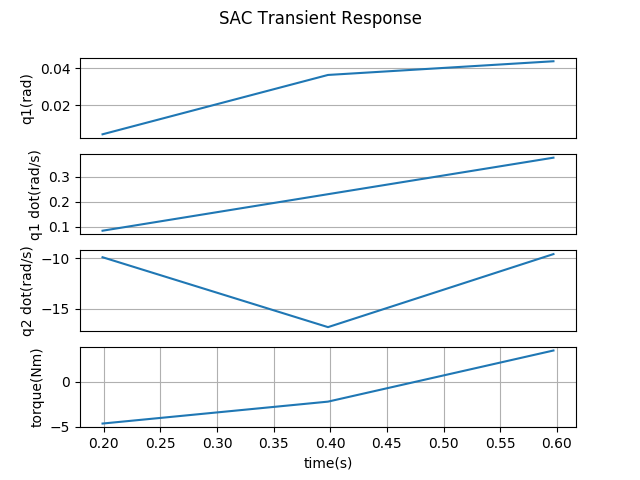 SAC Transient Response
0.04
0.02
q1(rad)
0.3
0.2
0.1
q1 dot(rad/s)
−10
−15
q2 dot(rad/s)
0
−5
torque(Nm)
0.20 0.25 0.30 0.35 0.40 0.45 0.50 0.55 0.60
time(s)